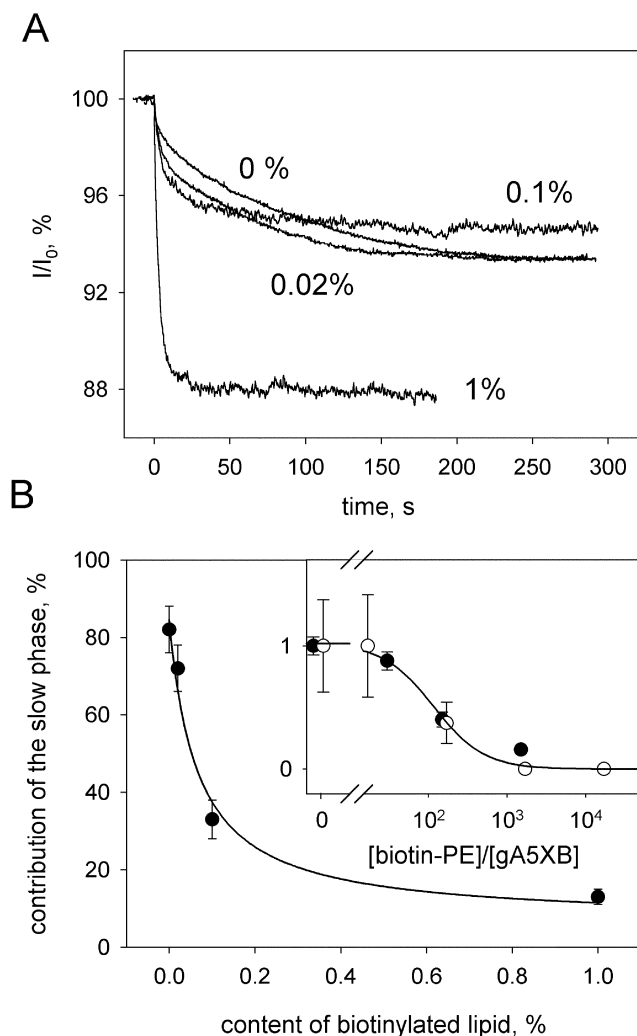 A
100
96
92
88
I/I0, %
0 %
0.1%
0.02%
1%
0 50 100 150 200 250 300
time, s
B
100
80
60
40
20
0
contribution of the slow phase, %
1
0
0 10² 10³ 10⁴
[biotin-PE]/[gA5XB]
0.0 0.2 0.4 0.6 0.8 1.0
content of biotinylated lipid, %